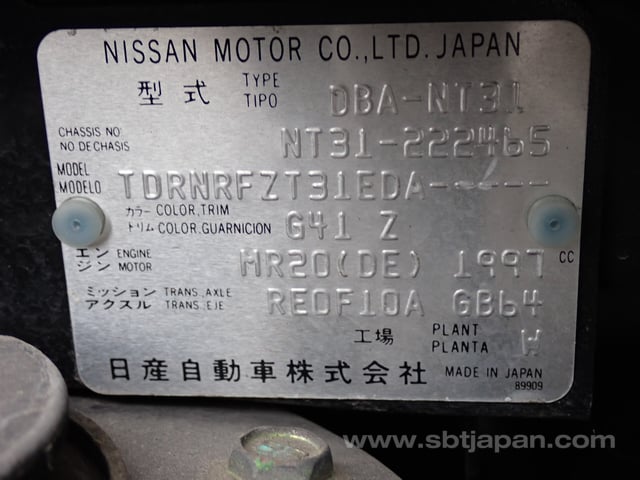 NISSAN MOTOR CO.,LTD. JAPAN
型式 TYPE TIPO DBA-NT31
CHASSIS NO NO DE CHASIS NT31-222465
MODEL MODELO TDRNRFZT31EDA-----
カラー トリム COLOR,TRIM COLOR.GUARNICION G41 Z
エンジン ENGINE MOTOR MR20(DE) 1997 CC
ミッション アクスル TRANS.,AXLE TRANS.,EJE RE0F10A GB64
工場 PLANT PLANTA W
日産自動車株式会社 MADE IN JAPAN
89909
www.sbtjapan.com